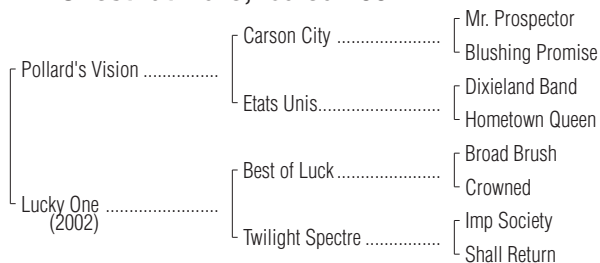 Mr. Prospector
Carson City ..................
Blushing Promise
Pollard's Vision ................
Dixieland Band
Etats Unis.....................
Hometown Queen
Broad Brush
Best of Luck..................
Crowned
Lucky One ........................
(2002)
Imp Society
Twilight Spectre ................
Shall Return